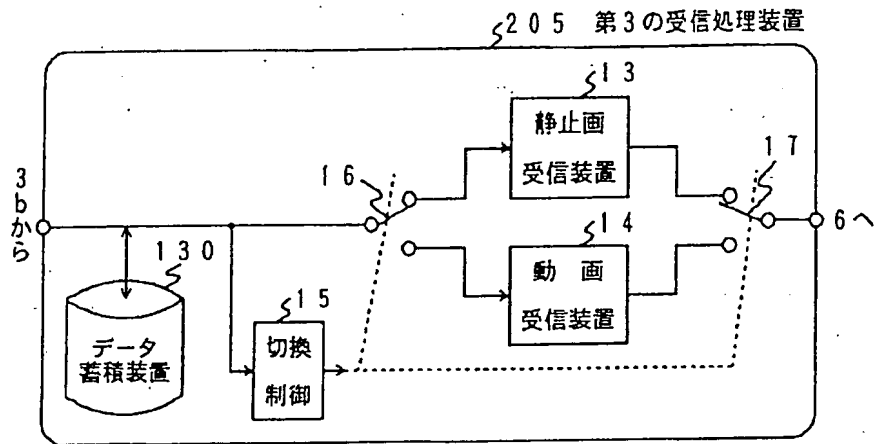 205 第3の受信処理装置
13
静止画
受信装置
16
17
3bから
6へ
130
14
動 画
受信装置
15
データ
蓄積装置
切換
制御